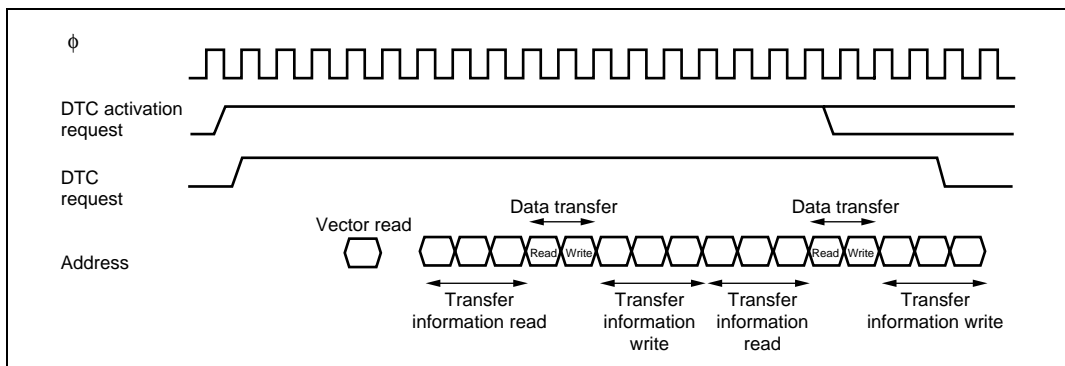 ϕ
DTC activation
request
DTC
request
Data transfer
Data transfer
Vector read
Address
Read
Write
Read
Write
Transfer
information read
Transfer
information
write
Transfer
information
read
Transfer
information write